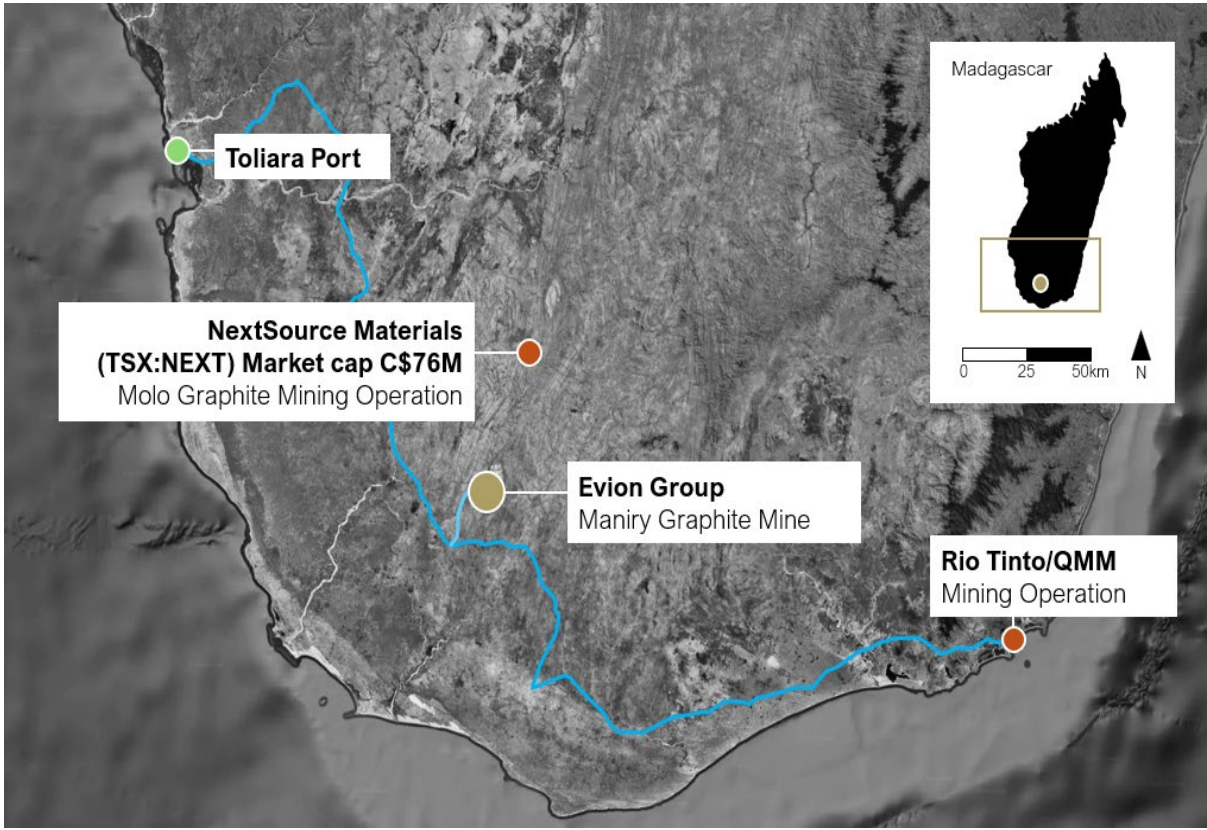 Madagascar
0 25 50km
N
Toliara Port
NextSource Materials
(TSX:NEXT) Market cap C$76M
Molo Graphite Mining Operation
Evion Group
Maniry Graphite Mine
Rio Tinto/QMM
Mining Operation